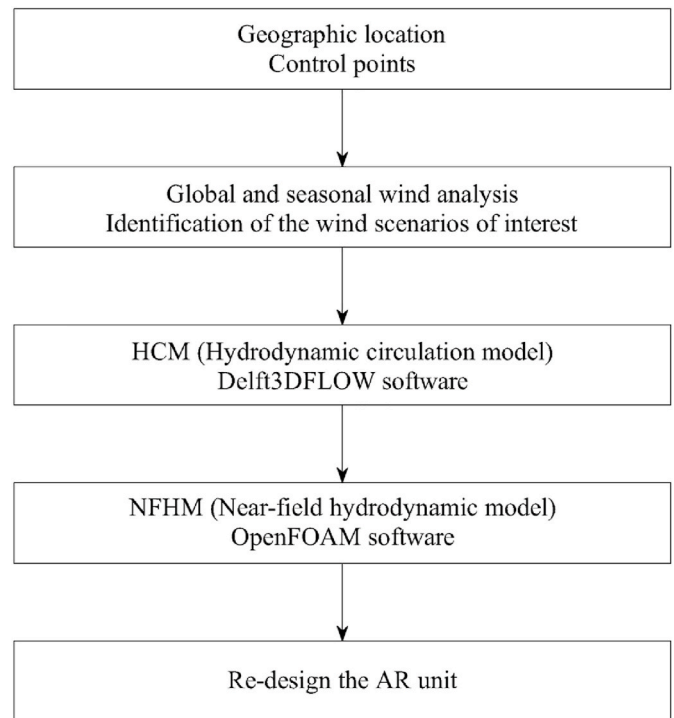 Geographic location
Control points
Global and seasonal wind analysis
Identification of the wind scenarios of interest
HCM (Hydrodynamic circulation model)
Delft3DFLOW software
NFHM (Near-field hydrodynamic model)
OpenFOAM software
Re-design the AR unit